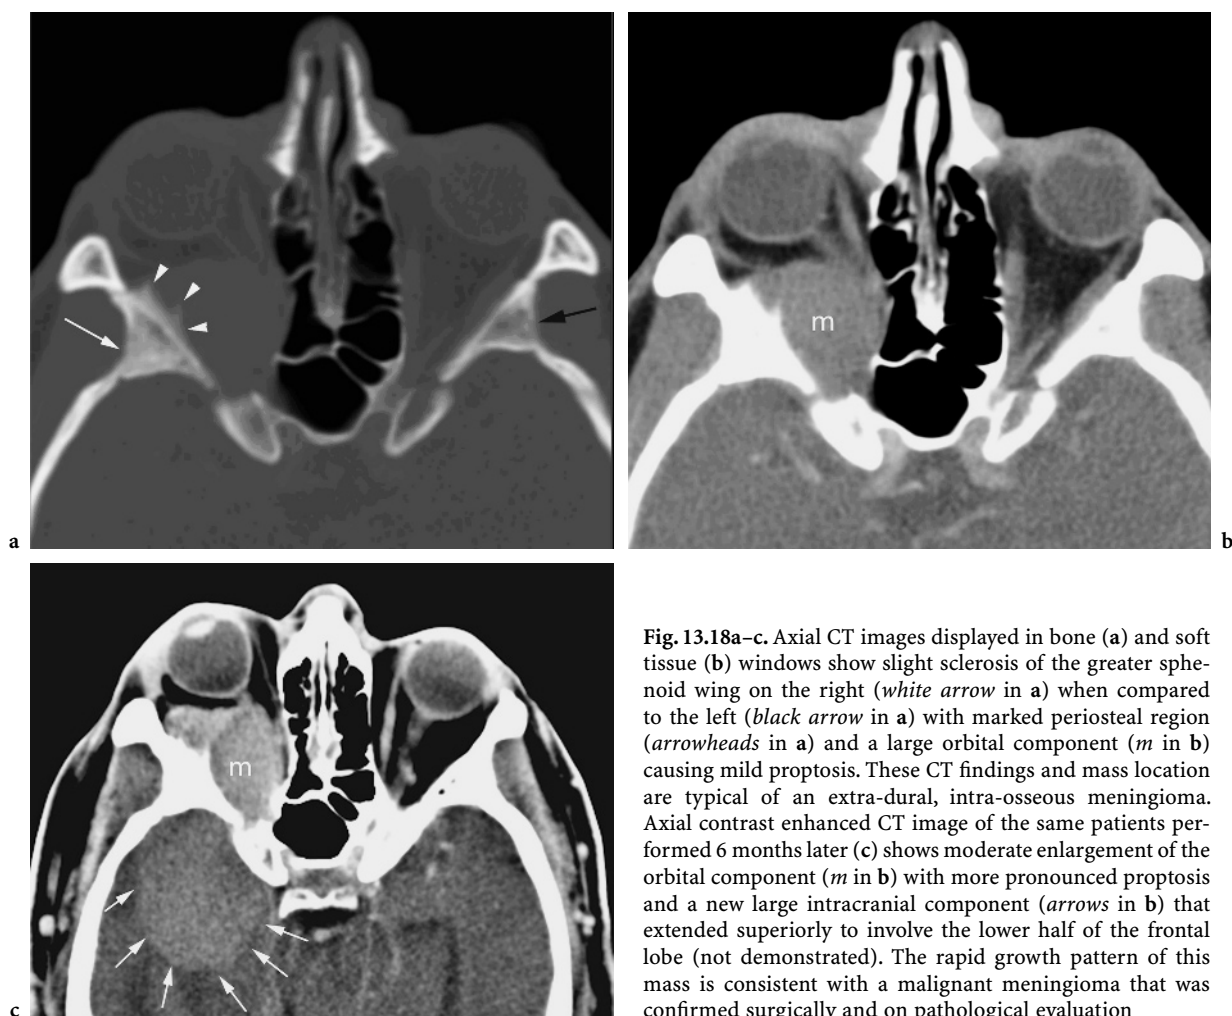 a
b
m
m
c
Fig. 13.18a–c. Axial CT images displayed in bone (a) and soft
tissue (b) windows show slight sclerosis of the greater sphe-
noid wing on the right (white arrow in a) when compared
to the left (black arrow in a) with marked periosteal region
(arrowheads in a) and a large orbital component (m in b)
causing mild proptosis. These CT findings and mass location
are typical of an extra-dural, intra-osseous meningioma.
Axial contrast enhanced CT image of the same patients per-
formed 6 months later (c) shows moderate enlargement of the
orbital component (m in b) with more pronounced proptosis
and a new large intracranial component (arrows in b) that
extended superiorly to involve the lower half of the frontal
lobe (not demonstrated). The rapid growth pattern of this
mass is consistent with a malignant meningioma that was
confirmed surgically and on pathological evaluation